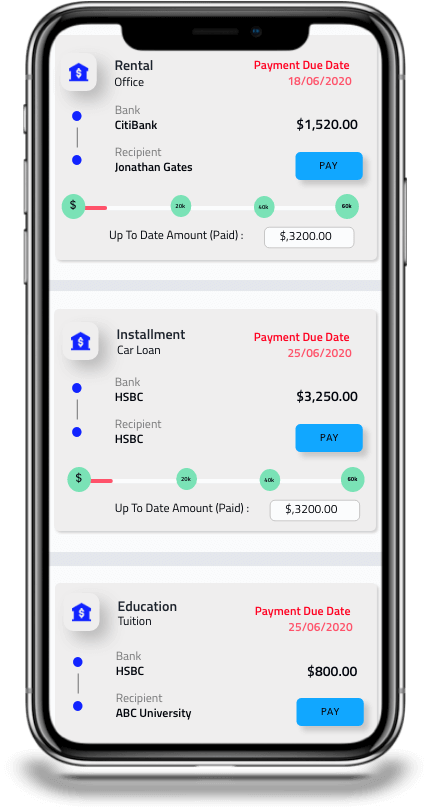 Rental
Office
Payment Due Date
18/06/2020
Bank
CitiBank
$1,520.00
Recipient
Jonathan Gates
PAY
$ 20k 40k 60k
Up To Date Amount (Paid) :
$,3200.00
Installment
Car Loan
Payment Due Date
25/06/2020
Bank
HSBC
$3,250.00
Recipient
HSBC
PAY
$ 20k 40k 60k
Up To Date Amount (Paid) :
$,3200.00
Education
Tuition
Payment Due Date
25/06/2020
Bank
HSBC
$800.00
Recipient
ABC University
PAY